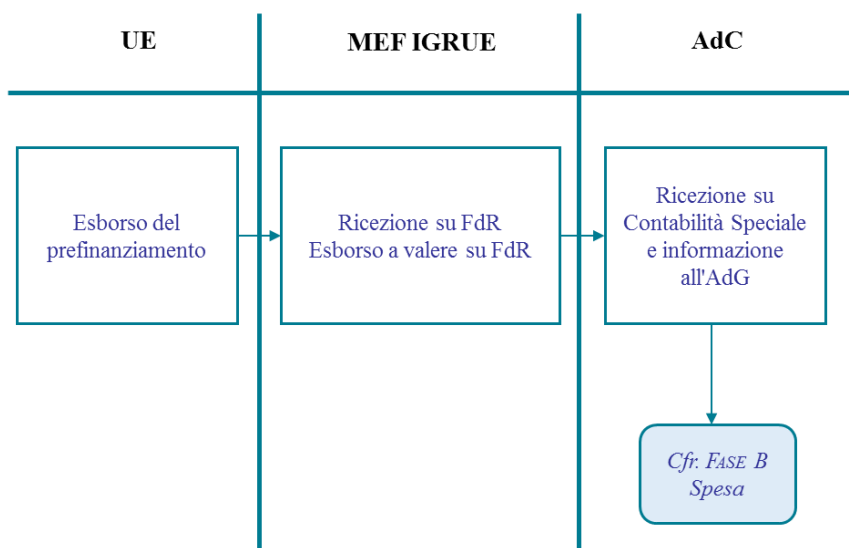 UE
MEF IGRUE
AdC
Esborso del
prefinanziamento
Ricezione su FdR
Esborso a valere su FdR
Ricezione su
Contabilità Speciale
e informazione
all'AdG
Cfr. FASE B
Spesa